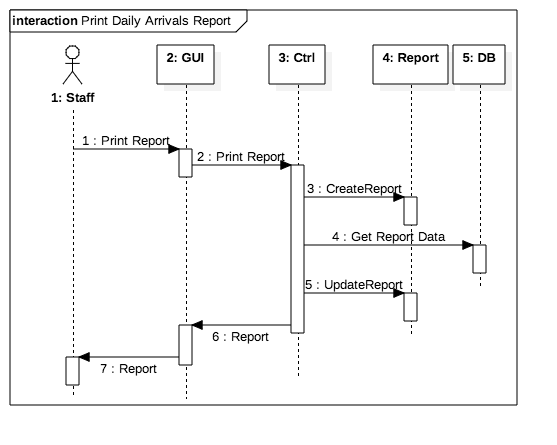 interaction Print Daily Arrivals Report
2: GUI
3: Ctrl
4: Report
5: DB
1: Staff
1 : Print Report
2 : Print Report
3 : CreateReport
4 : Get Report Data
5 : UpdateReport
6 : Report
7 : Report